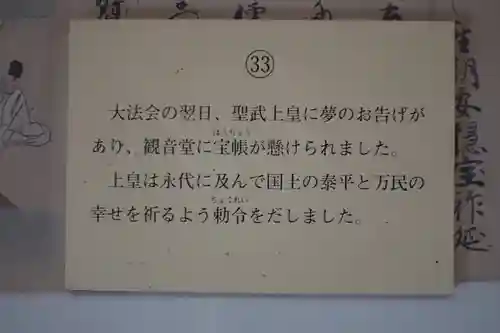 ㉝
大法会の翌日、聖武上皇に夢のお告げが
あり、観音堂に宝帳が懸けられました。
上皇は永代に及んで国土の泰平と万民の
幸せを祈るよう勅令をだしました。